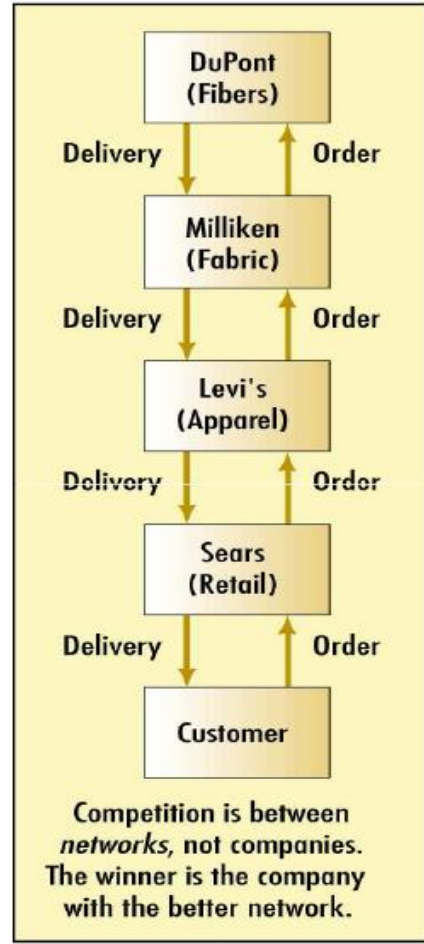 DuPont
(Fibers)
Delivery
Order
Milliken
(Fabric)
Delivery
Order
Levi's
(Apparel)
Delivery
Order
Sears
(Retail)
Delivery
Order
Customer
Competition is between
networks, not companies.
The winner is the company
with the better network.